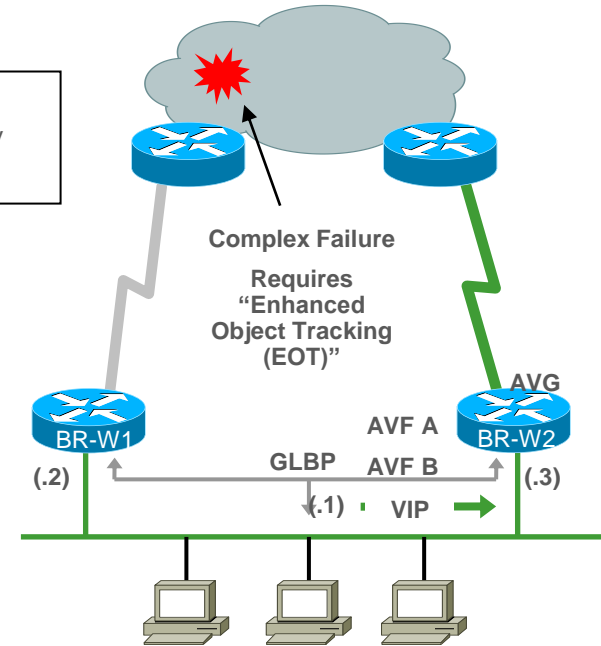 Complex Failure
Requires
“Enhanced
Object Tracking
(EOT)”
AVG
BR-W1
AVF A
BR-W2
(.2)
GLBP
AVF B
(.3)
(.1)
VIP